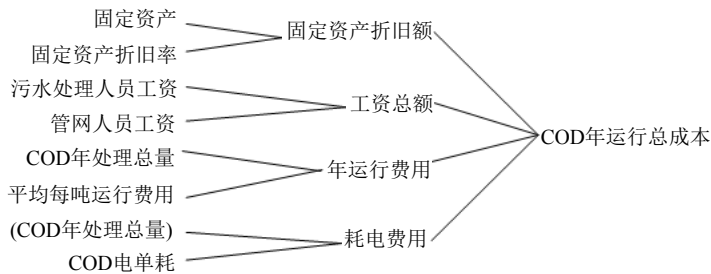 固定资产
固定资产折旧率
固定资产折旧额
污水处理人员工资
管网人员工资
工资总额
COD年处理总量
平均每吨运行费用
年运行费用
(COD年处理总量)
COD电单耗
耗电费用
COD年运行总成本